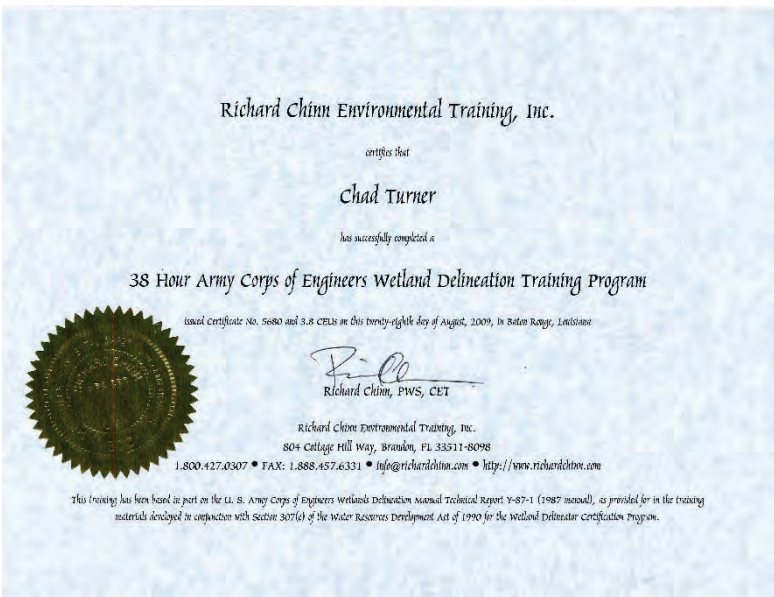 Richard Chinn Environmental Training, Inc.
certifies that
Chad Turner
has successfully completed a
38 Hour Army Corps of Engineers Wetland Delineation Training Program
issued Certificate No. 5680 and 3.8 CEUs on this twenty-eighth day of August, 2009, in Baton Rouge, Louisiana
Richard Chinn, PWS, CET
Richard Chinn Environmental Training, Inc.
804 Cottage Hill Way, Brandon, FL 33511-8098
1.800.427.0307 • FAX: 1.888.457.6331 • info@richardchinn.com • http://www.richardchinn.com
This training has been based in part on the U. S. Army Corps of Engineers Wetlands Delineation Manual Technical Report Y-87-1 (1987 manual), as provided for in the training
materials developed in conjunction with Section 307(e) of the Water Resources Development Act of 1990 for the Wetland Delineator Certification Program.